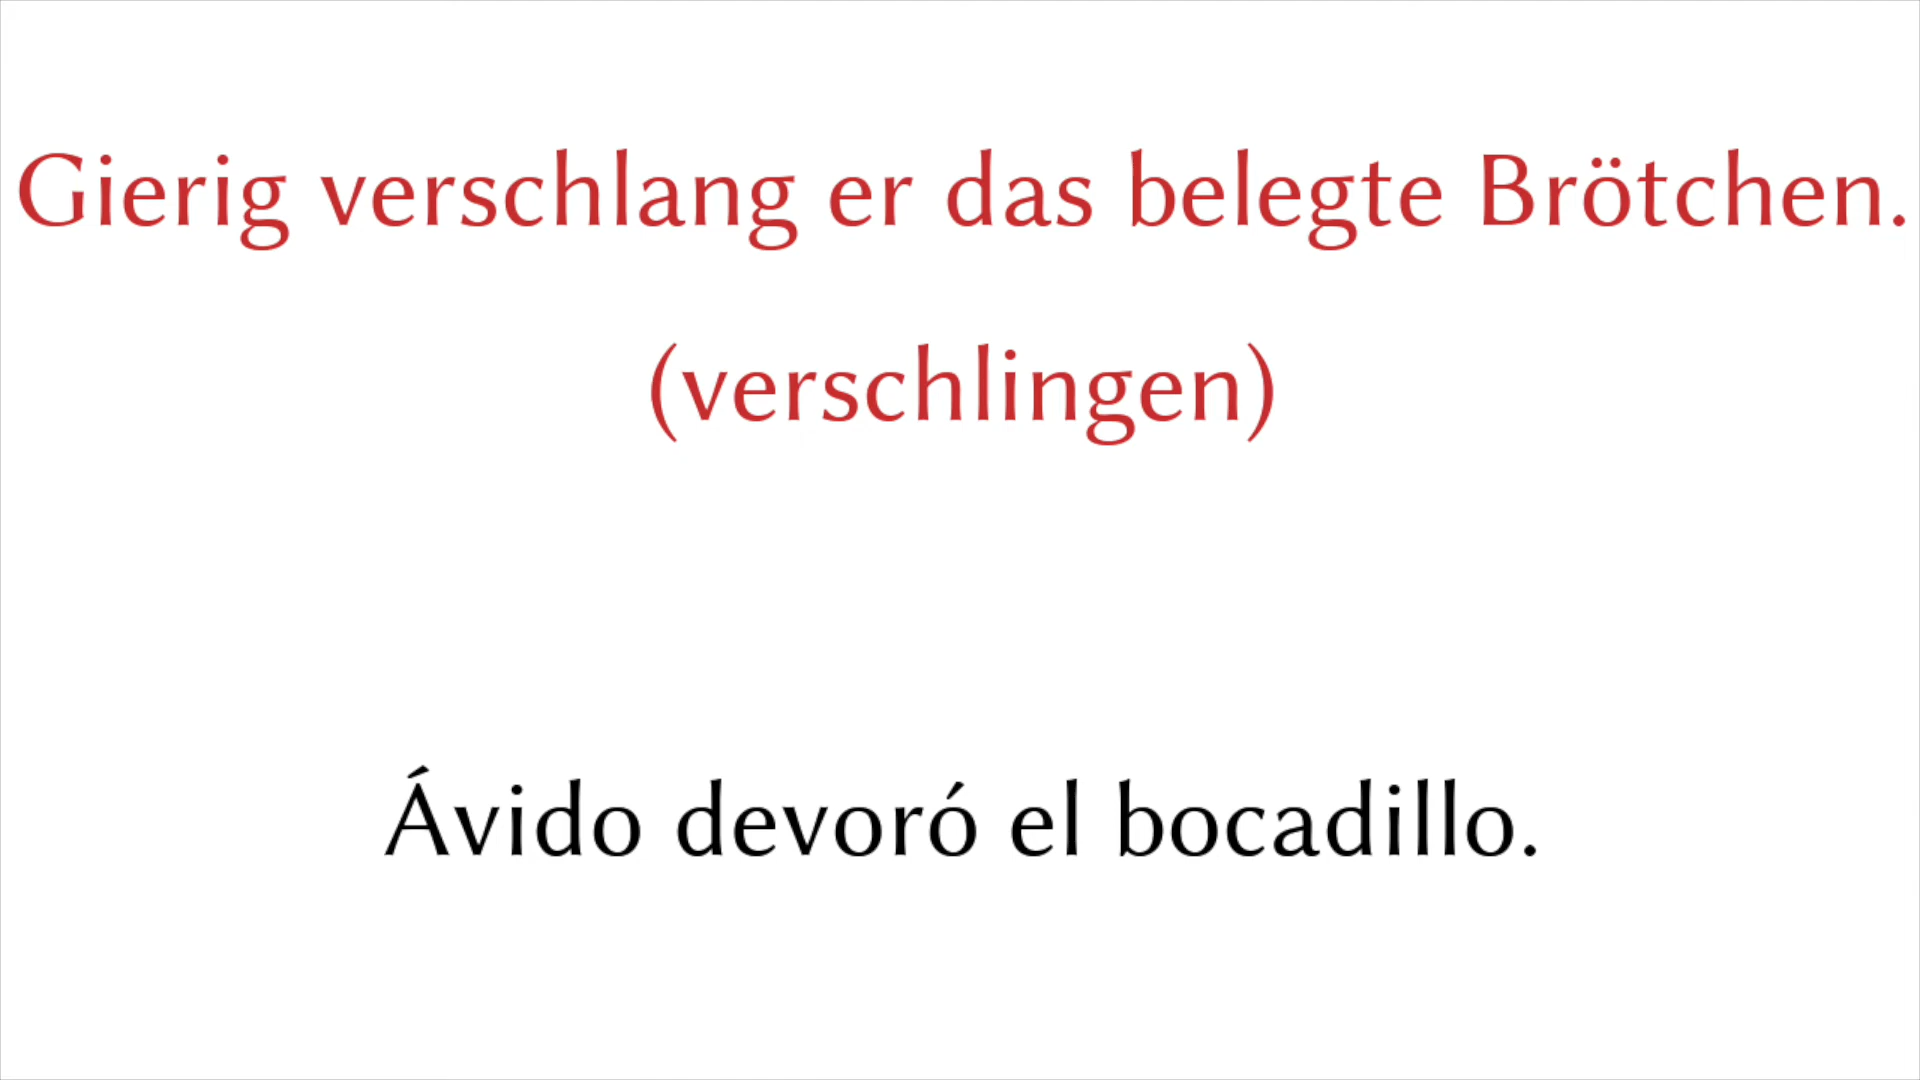 Gierig verschlang er das belegte Brötchen.
(verschlingen)
Ávido devoró el bocadillo.